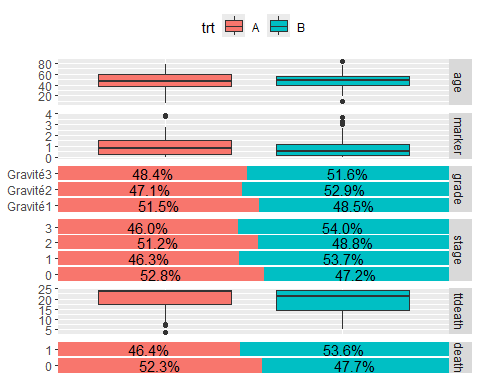 trt A B
80
60
40
20
age
4
3
2
1
0
marker
Gravité3 48.4% 51.6%
Gravité2 47.1% 52.9%
Gravité1 51.5% 48.5%
grade
3 46.0% 54.0%
2 51.2% 48.8%
1 46.3% 53.7%
0 52.8% 47.2%
stage
25
20
15
10
5
ttdeath
1 46.4% 53.6%
0 52.3% 47.7%
death